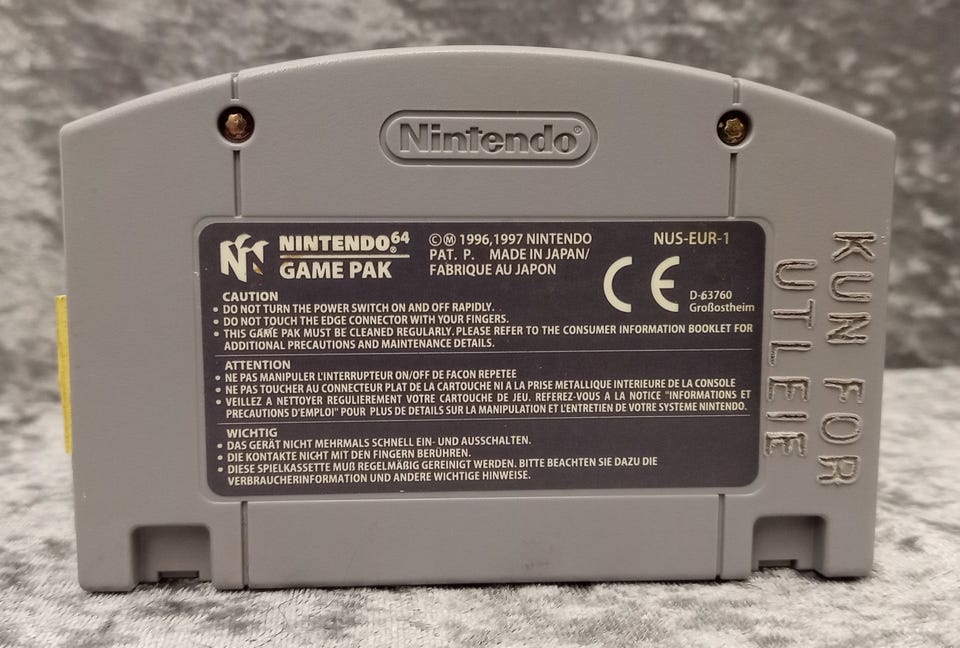 Nintendo®
NINTENDO64®
GAME PAK
©Ⓜ 1996,1997 NINTENDO
PAT. P. MADE IN JAPAN/
FABRIQUE AU JAPON
NUS-EUR-1
CE
D-63760
Großostheim
CAUTION
• DO NOT TURN THE POWER SWITCH ON AND OFF RAPIDLY.
• DO NOT TOUCH THE EDGE CONNECTOR WITH YOUR FINGERS.
• THIS GAME PAK MUST BE CLEANED REGULARLY. PLEASE REFER TO THE CONSUMER INFORMATION BOOKLET FOR
ADDITIONAL PRECAUTIONS AND MAINTENANCE DETAILS.
ATTENTION
• NE PAS MANIPULER L'INTERRUPTEUR ON/OFF DE FACON REPETEE
• NE PAS TOUCHER AU CONNECTEUR PLAT DE LA CARTOUCHE NI A LA PRISE METALLIQUE INTERIEURE DE LA CONSOLE
• VEILLEZ A NETTOYER REGULIEREMENT VOTRE CARTOUCHE DE JEU. REFEREZ-VOUS A LA NOTICE "INFORMATIONS ET
PRECAUTIONS D'EMPLOI" POUR PLUS DE DETAILS SUR LA MANIPULATION ET L'ENTRETIEN DE VOTRE SYSTEME NINTENDO.
WICHTIG
• DAS GERÄT NICHT MEHRMALS SCHNELL EIN- UND AUSSCHALTEN.
• DIE KONTAKTE NICHT MIT DEN FINGERN BERÜHREN.
• DIESE SPIELKASSETTE MUß REGELMÄßIG GEREINIGT WERDEN. BITTE BEACHTEN SIE DAZU DIE
VERBRAUCHERINFORMATION UND ANDERE WICHTIGE HINWEISE.
KUN FOR
UTLEIE